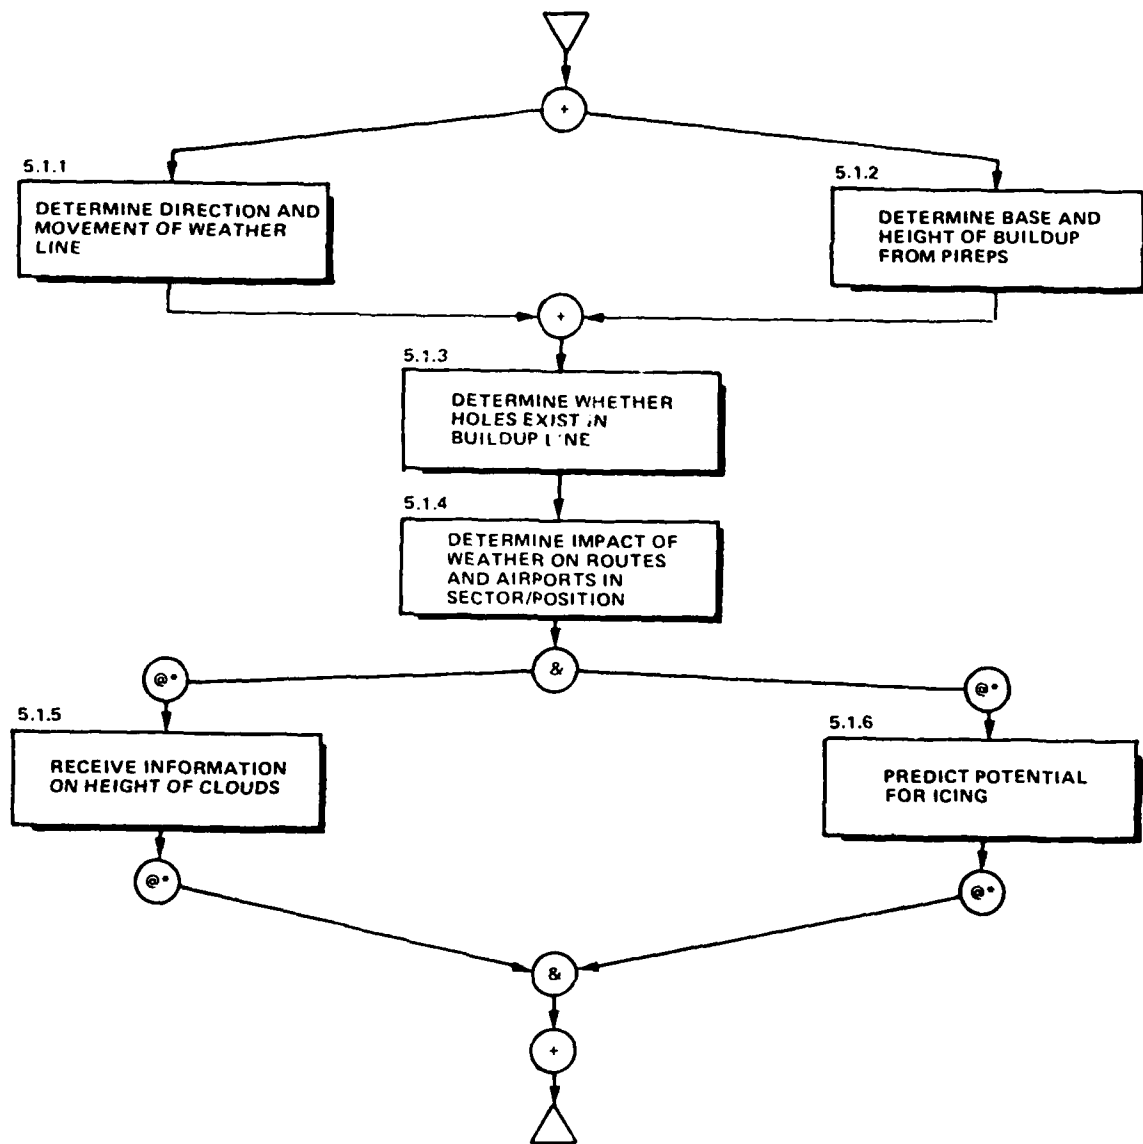 +
5.1.1
DETERMINE DIRECTION AND
MOVEMENT OF WEATHER
LINE
5.1.2
DETERMINE BASE AND
HEIGHT OF BUILDUP
FROM PIREPS
+
5.1.3
DETERMINE WHETHER
HOLES EXIST IN
BUILDUP LINE
5.1.4
DETERMINE IMPACT OF
WEATHER ON ROUTES
AND AIRPORTS IN
SECTOR/POSITION
&
@*
@*
5.1.5
RECEIVE INFORMATION
ON HEIGHT OF CLOUDS
5.1.6
PREDICT POTENTIAL
FOR ICING
@*
@*
&
+